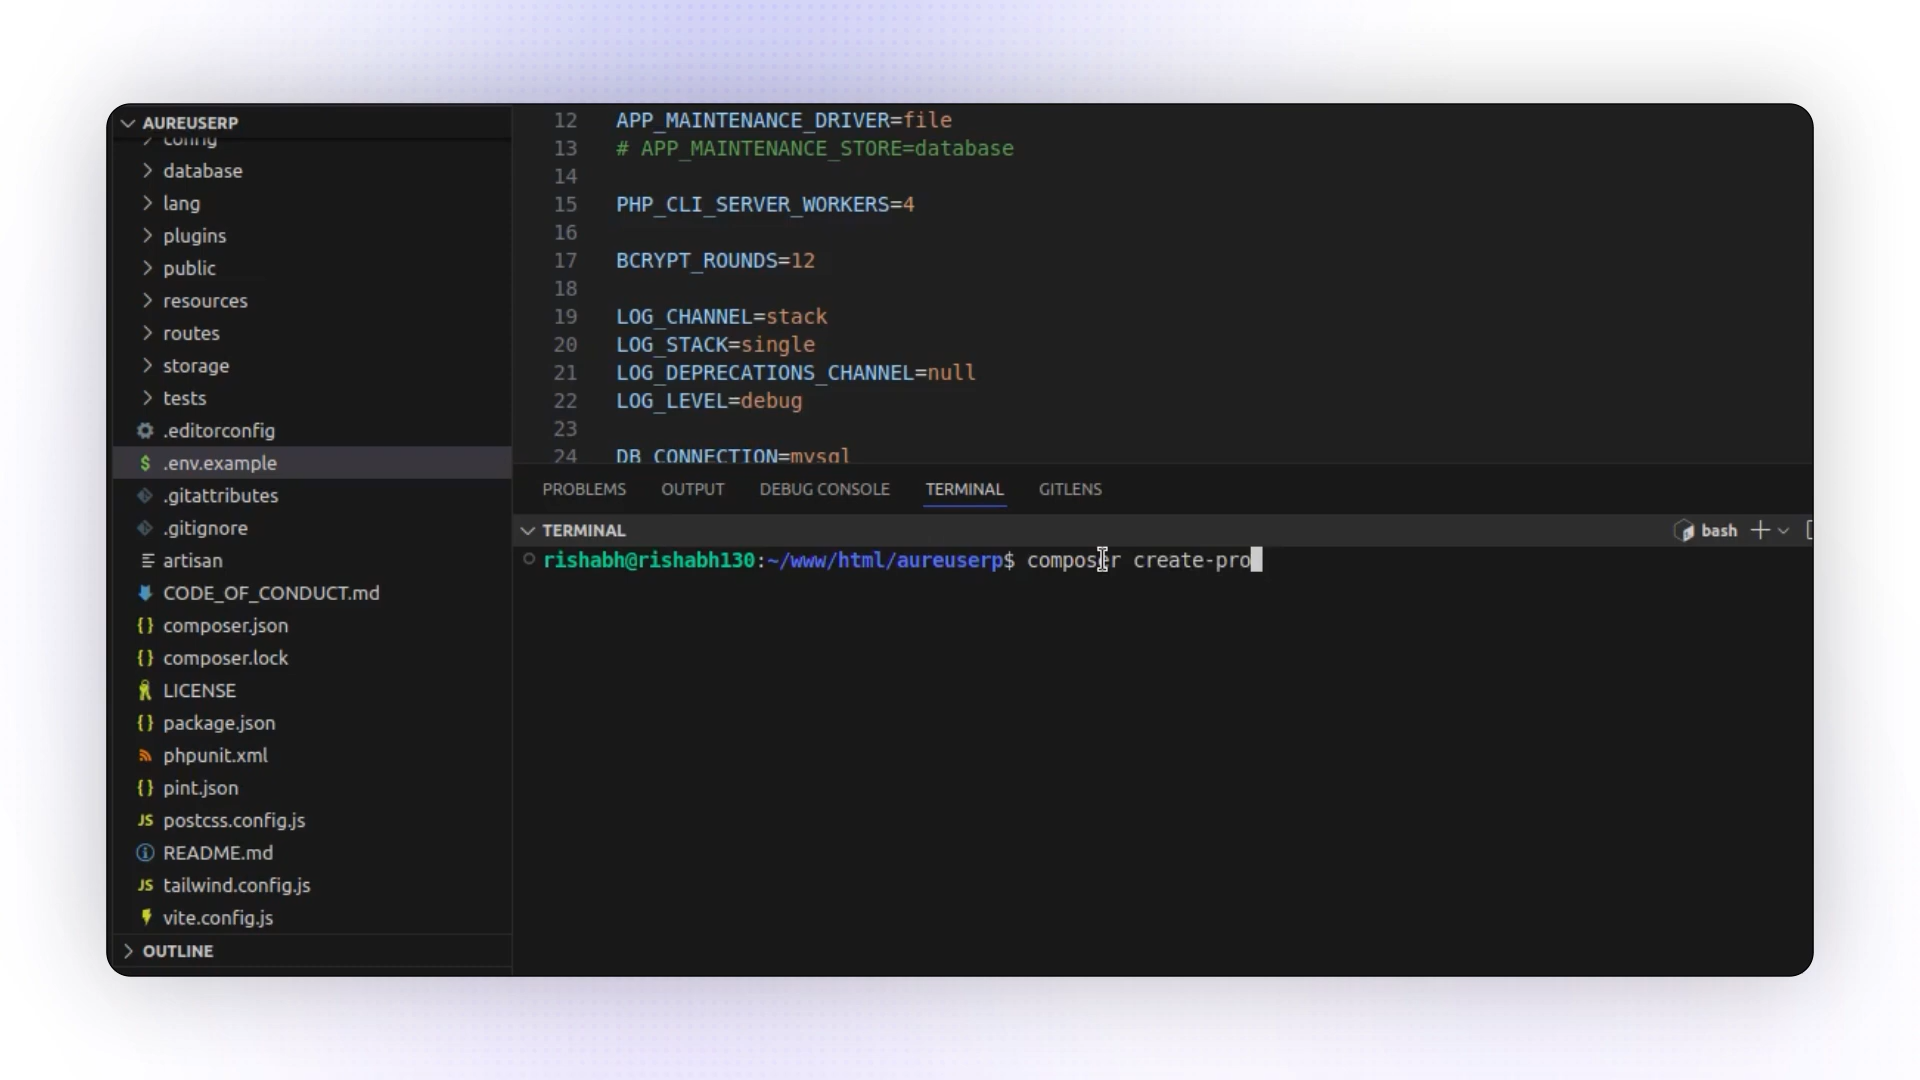 AUREUSERP
config
database
lang
plugins
public
resources
routes
storage
tests
.editorconfig
$ .env.example
.gitattributes
.gitignore
artisan
CODE_OF_CONDUCT.md
{} composer.json
{} composer.lock
LICENSE
{} package.json
phpunit.xml
{} pint.json
JS postcss.config.js
README.md
JS tailwind.config.js
vite.config.js
OUTLINE
12 APP_MAINTENANCE_DRIVER=file
13 # APP_MAINTENANCE_STORE=database
14
15 PHP_CLI_SERVER_WORKERS=4
16
17 BCRYPT_ROUNDS=12
18
19 LOG_CHANNEL=stack
20 LOG_STACK=single
21 LOG_DEPRECATIONS_CHANNEL=null
22 LOG_LEVEL=debug
23
24 DB_CONNECTION=mysql
PROBLEMS OUTPUT DEBUG CONSOLE TERMINAL GITLENS
TERMINAL bash
rishabh@rishabh130:~/www/html/aureuserp$ composer create-pro